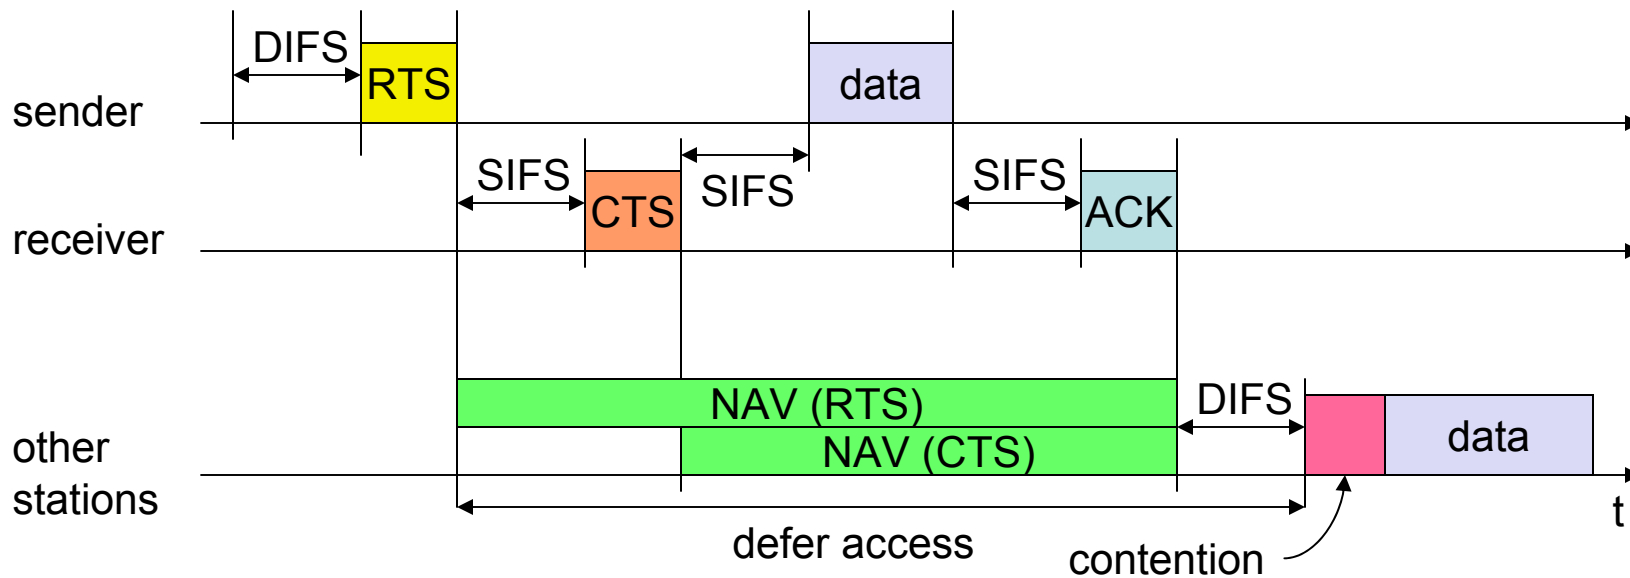 DIFS
RTS
data
sender
SIFS
CTS
SIFS
SIFS
ACK
receiver
NAV (RTS)
DIFS
NAV (CTS)
data
other
stations
t
defer access
contention